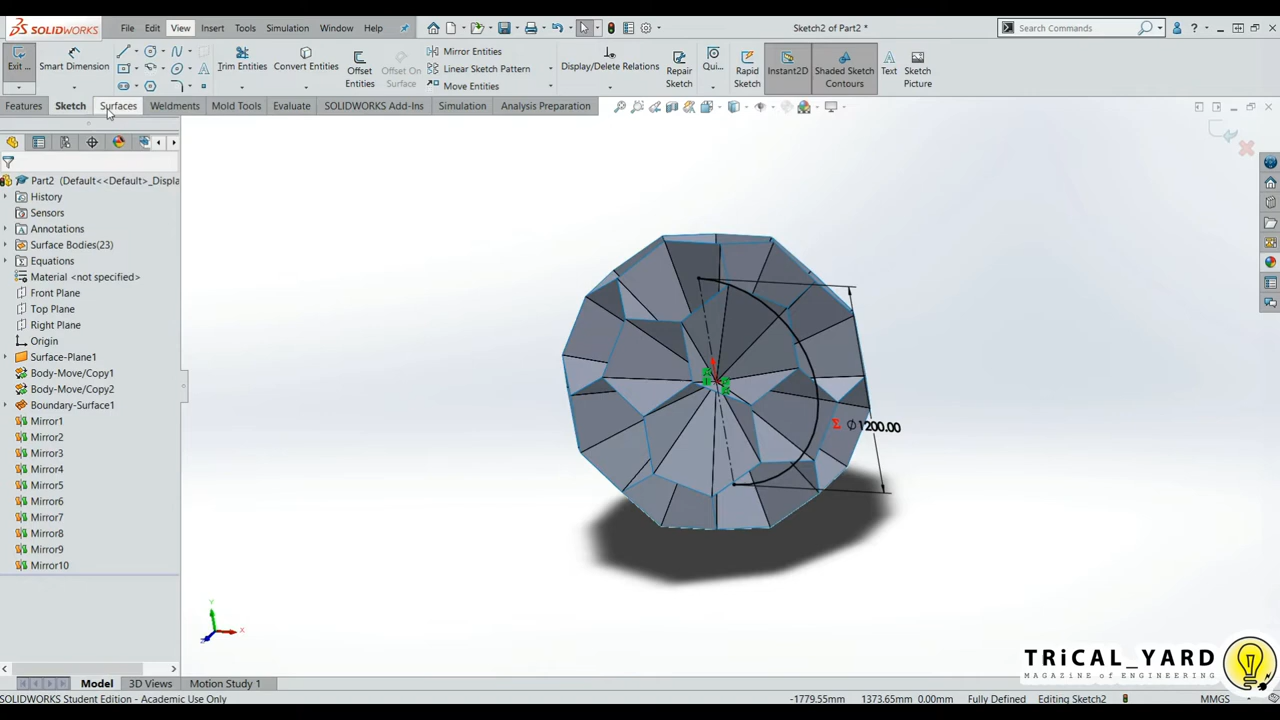 SOLIDWORKS
File
Edit
View
Insert
Tools
Simulation
Window
Help
Sketch2 of Part2 *
Search Commands
Exit ...
Smart Dimension
Trim Entities
Convert Entities
Offset Entities
Offset On Surface
Mirror Entities
Linear Sketch Pattern
Move Entities
Display/Delete Relations
Repair Sketch
Qui...
Rapid Sketch
Instant2D
Shaded Sketch Contours
Text
Sketch Picture
Features
Sketch
Surfaces
Weldments
Mold Tools
Evaluate
SOLIDWORKS Add-Ins
Simulation
Analysis Preparation
Part2 (Default<<Default>_Displa
History
Sensors
Annotations
Surface Bodies(23)
Equations
Material <not specified>
Front Plane
Top Plane
Right Plane
Origin
Surface-Plane1
Body-Move/Copy1
Body-Move/Copy2
Boundary-Surface1
Mirror1
Mirror2
Mirror3
Mirror4
Mirror5
Mirror6
Mirror7
Mirror8
Mirror9
Mirror10
Σ ∅1200.00
Y
X
Z
TRiCAL_YARD
MAGAZINE of ENGINEERING
Model
3D Views
Motion Study 1
SOLIDWORKS Student Edition - Academic Use Only
-1779.55mm
1373.65mm
0.00mm
Fully Defined
Editing Sketch2
MMGS